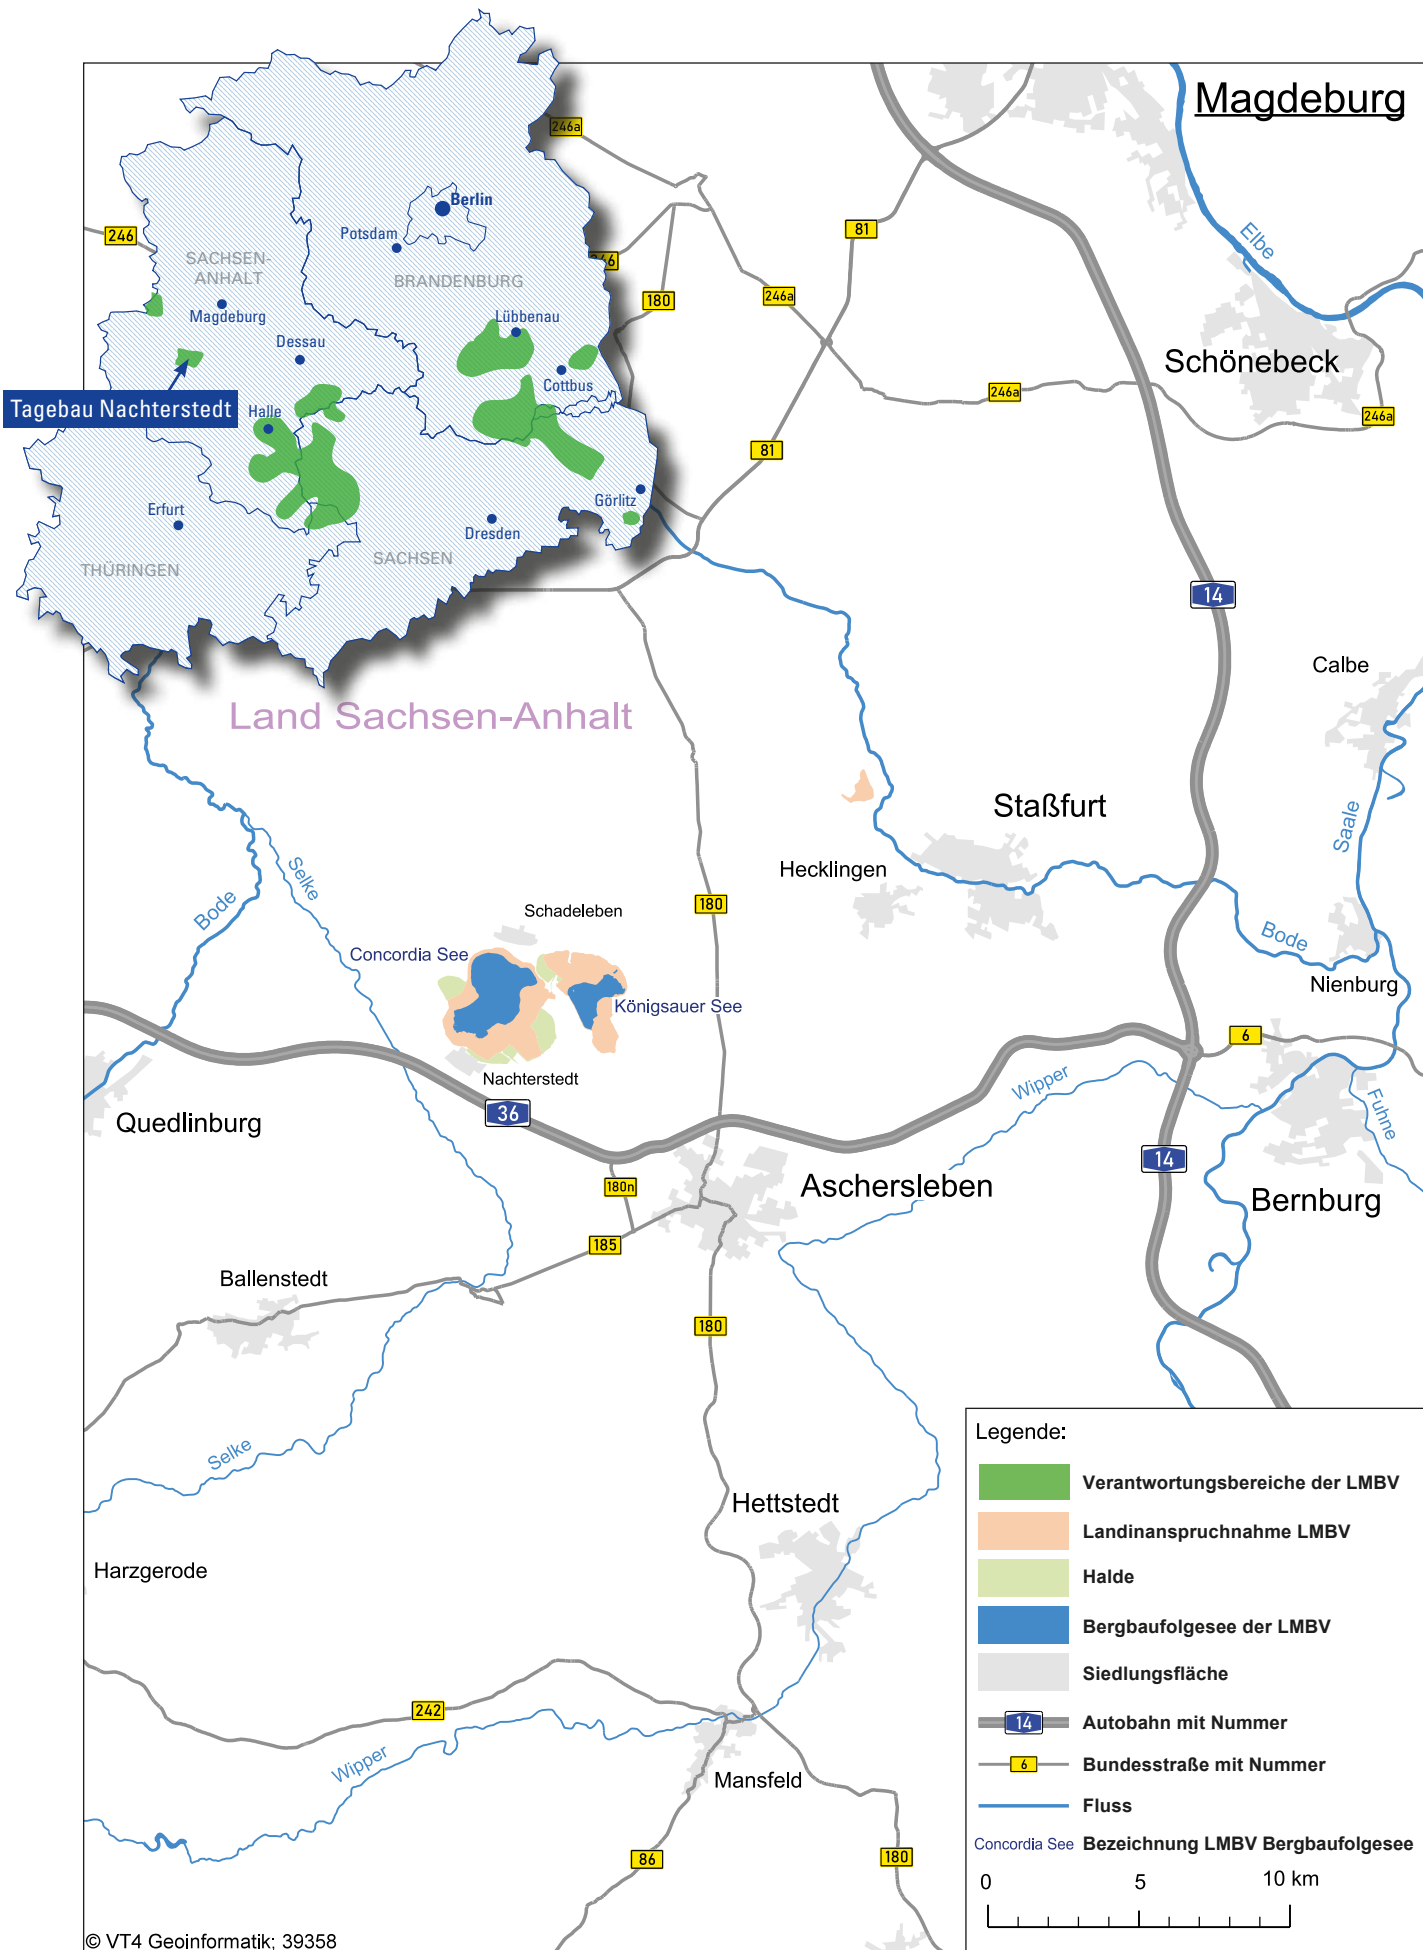 Magdeburg
246a
Berlin
Potsdam
246
SACHSEN-
ANHALT
BRANDENBURG
81
Elbe
246
180
246a
Magdeburg
Lübbenau
Dessau
Schönebeck
Cottbus
246a
Tagebau Nachterstedt
Halle
246a
81
Görlitz
Erfurt
Dresden
SACHSEN
THÜRINGEN
14
Calbe
Land Sachsen-Anhalt
Staßfurt
Saale
Hecklingen
Selke
Bode
180
Schadeleben
Bode
Concordia See
Nienburg
Königsauer See
6
Nachterstedt
Wipper
Fuhne
36
Quedlinburg
14
Aschersleben
180n
Bernburg
185
Ballenstedt
180
Selke
Hettstedt
Harzgerode
242
Wipper
Mansfeld
86
180
Legende:
Verantwortungsbereiche der LMBV
Landinanspruchnahme LMBV
Halde
Bergbaufolgesee der LMBV
Siedlungsfläche
14 Autobahn mit Nummer
6 Bundesstraße mit Nummer
Fluss
Concordia See Bezeichnung LMBV Bergbaufolgesee
0 5 10 km
© VT4 Geoinformatik; 39358